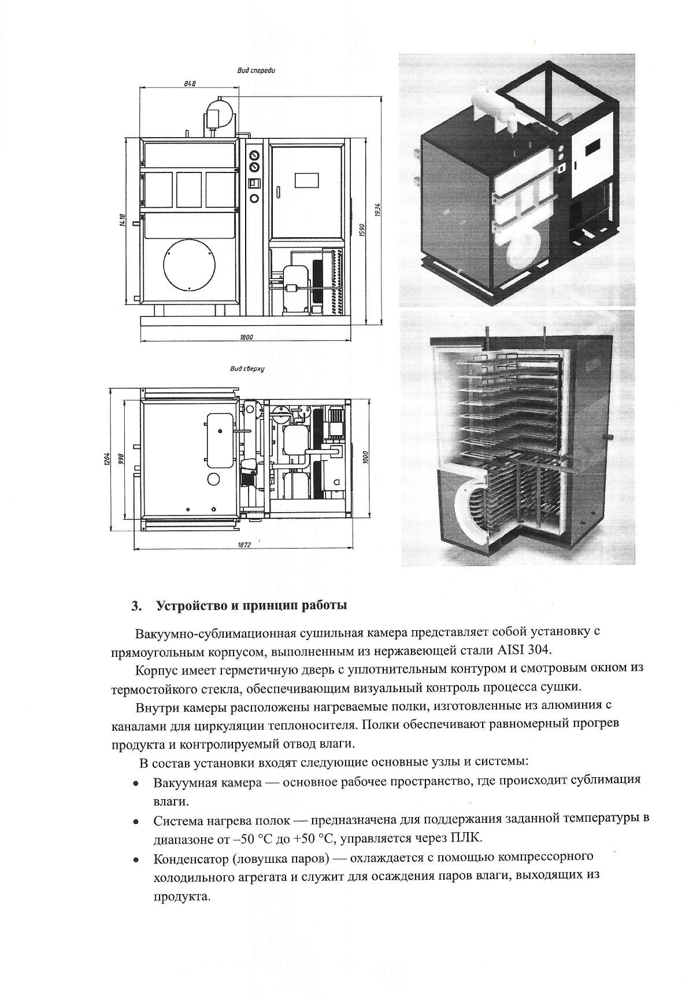 Вид спереди
848
1418
1590
1934
1800
Вид сверху
1204
998
1000
1872
3. Устройство и принцип работы
Вакуумно-сублимационная сушильная камера представляет собой установку с
прямоугольным корпусом, выполненным из нержавеющей стали AISI 304.
Корпус имеет герметичную дверь с уплотнительным контуром и смотровым окном из
термостойкого стекла, обеспечивающим визуальный контроль процесса сушки.
Внутри камеры расположены нагреваемые полки, изготовленные из алюминия с
каналами для циркуляции теплоносителя. Полки обеспечивают равномерный прогрев
продукта и контролируемый отвод влаги.
В состав установки входят следующие основные узлы и системы:
• Вакуумная камера — основное рабочее пространство, где происходит сублимация
влаги.
• Система нагрева полок — предназначена для поддержания заданной температуры в
диапазоне от –50 °C до +50 °C, управляется через ПЛК.
• Конденсатор (ловушка паров) — охлаждается с помощью компрессорного
холодильного агрегата и служит для осаждения паров влаги, выходящих из
продукта.